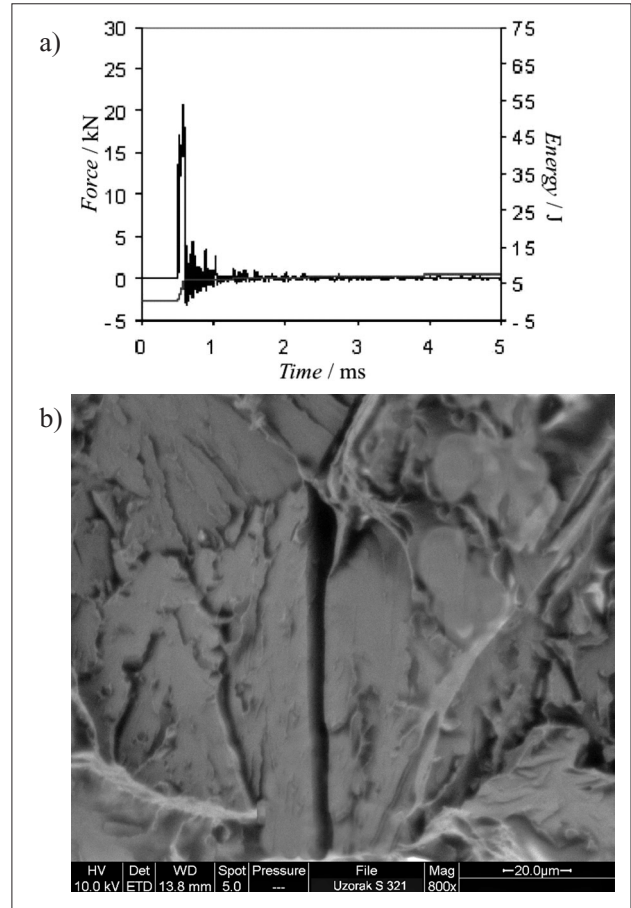 a)
30
25
20
15
10
5
0
-5
Force / kN
75
65
55
45
35
25
15
5
-5
Energy / J
0 1 2 3 4 5
Time / ms
b)
HV Det WD Spot Pressure File Mag 20.0µm
10.0 kV ETD 13.8 mm 5.0 --- Uzorak S 321 800x